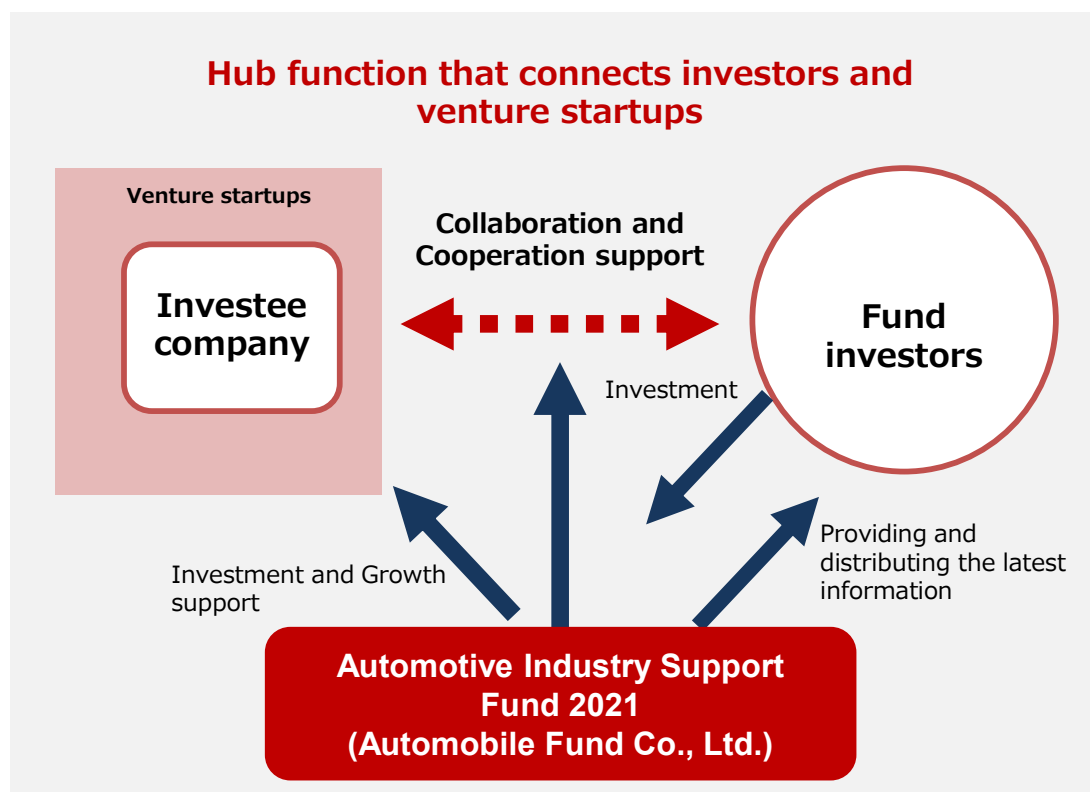 Hub function that connects investors and
venture startups
Venture startups
Investee
company
Collaboration and
Cooperation support
Fund
investors
Investment
Investment and Growth
support
Providing and
distributing the latest
information
Automotive Industry Support
Fund 2021
(Automobile Fund Co., Ltd.)